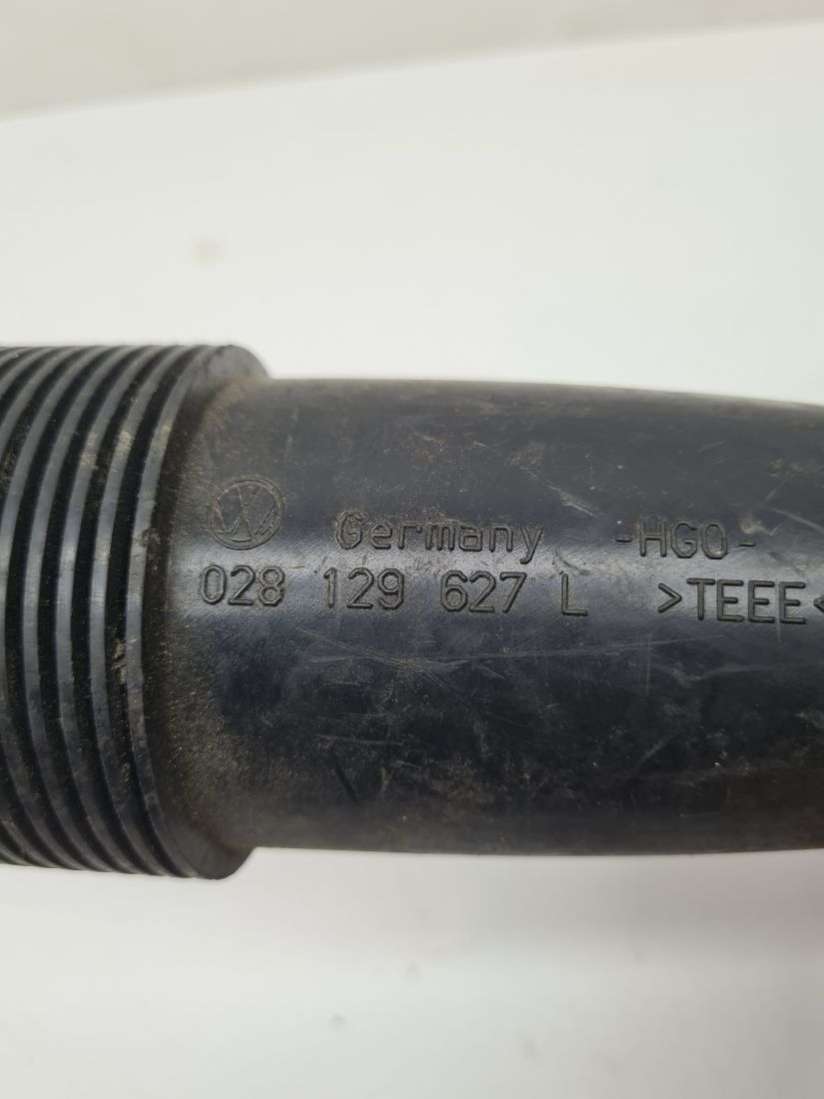 Germany -HGO-
028 129 627 L >TEEE<